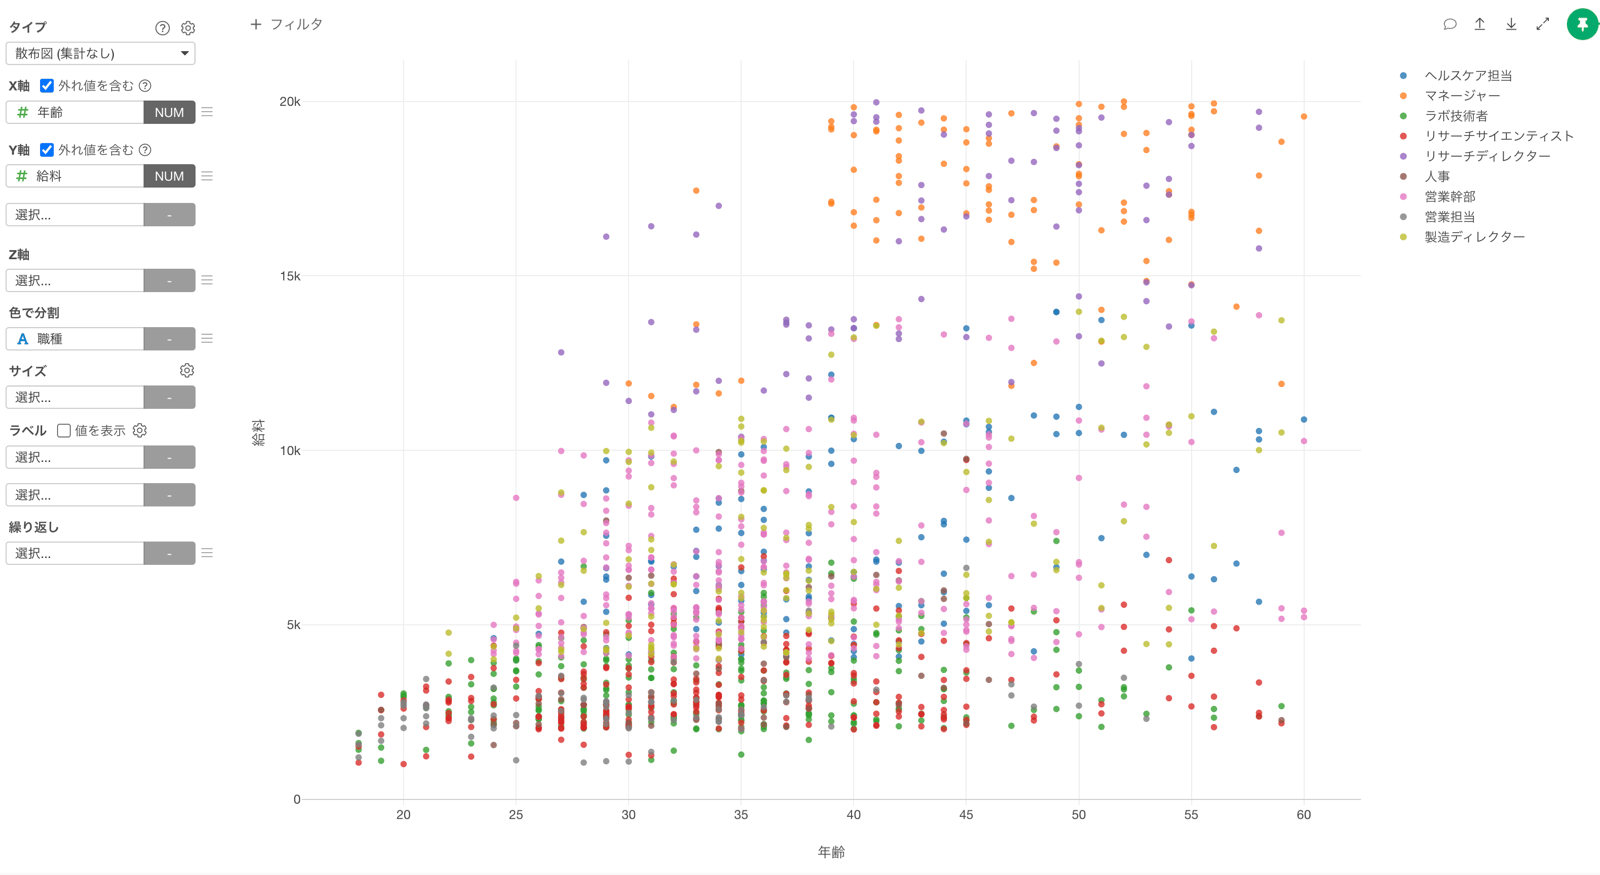 タイプ
散布図 (集計なし)
X軸 外れ値を含む
# 年齢 NUM
Y軸 外れ値を含む
# 給料 NUM
選択... -
Z軸
選択... -
色で分割
A 職種 -
サイズ
選択... -
ラベル 値を表示
選択... -
選択... -
繰り返し
選択... -
+ フィルタ
20k
15k
10k
5k
0
給料
20 25 30 35 40 45 50 55 60
年齢
ヘルスケア担当
マネージャー
ラボ技術者
リサーチサイエンティスト
リサーチディレクター
人事
営業幹部
営業担当
製造ディレクター